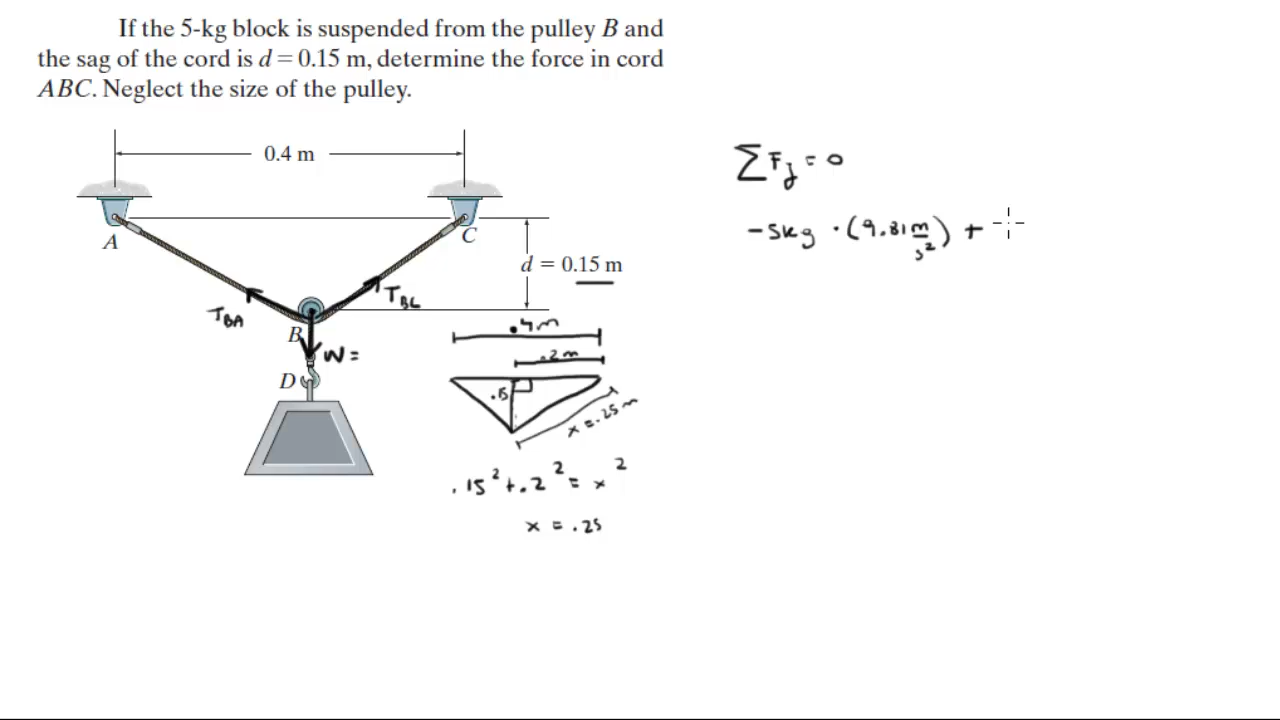 If the 5-kg block is suspended from the pulley B and
the sag of the cord is d = 0.15 m, determine the force in cord
ABC. Neglect the size of the pulley.
0.4 m
A
C
d = 0.15 m
T_BA
T_BC
B
W =
D
.4m
.2 m
.15
x = .25 m
.15² + .2² = x²
x = .25
ΣFy = 0
-5kg · (9.81 m/s²) +